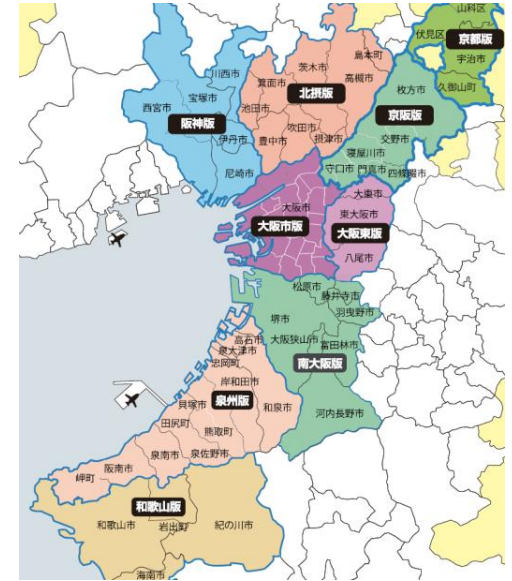 山科区
伏見区
京都版
宇治市
久御山町
島本町
茨木市
高槻市
箕面市
北摂版
池田市
吹田市
摂津市
豊中市
川西市
宝塚市
西宮市
阪神版
伊丹市
尼崎市
枚方市
京阪版
交野市
寝屋川市
守口市
門真市
四條畷市
大阪市
大阪市版
大東市
東大阪市
大阪東版
八尾市
松原市
藤井寺市
羽曳野市
堺市
大阪狭山市
富田林市
南大阪版
河内長野市
高石市
泉大津市
忠岡町
岸和田市
泉州版
和泉市
貝塚市
田尻町
熊取町
泉佐野市
泉南市
阪南市
岬町
和歌山版
和歌山市
岩出町
紀の川市
海南市